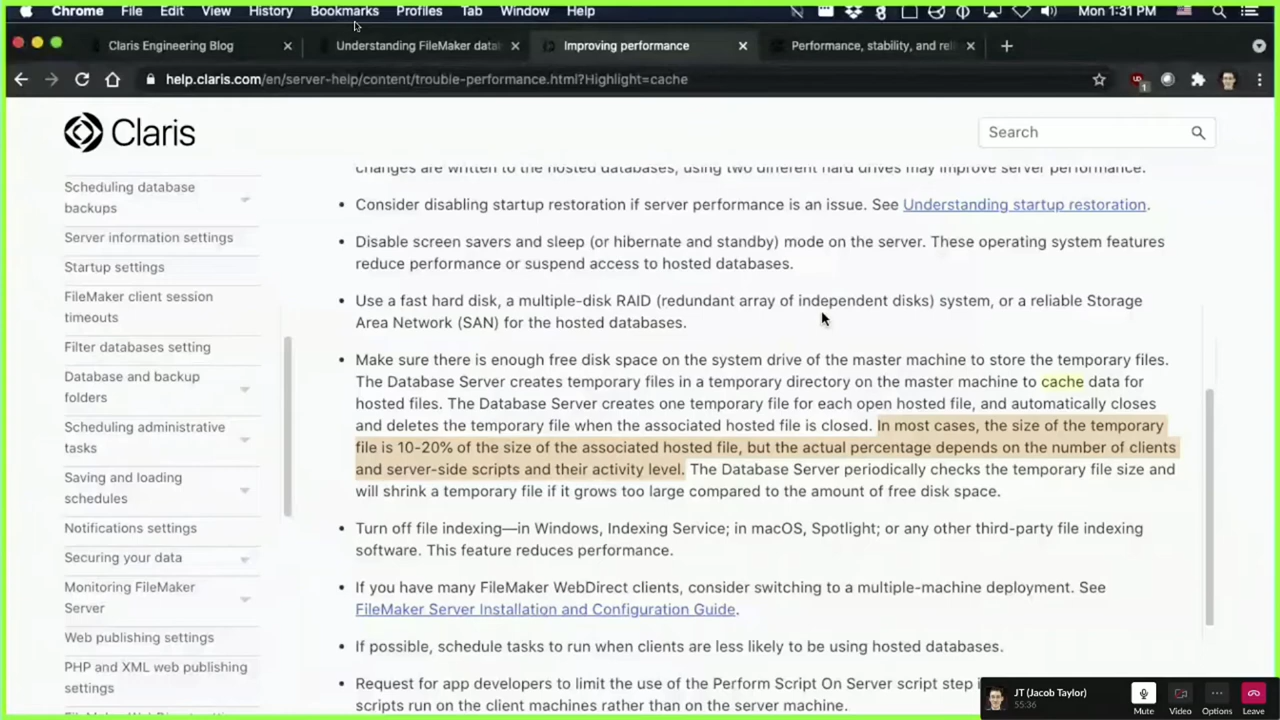 Chrome File Edit View History Bookmarks Profiles Tab Window Help Mon 1:31 PM
Claris Engineering Blog
Understanding FileMaker data
Improving performance
Performance, stability, and rel
help.claris.com/en/server-help/content/trouble-performance.html?Highlight=cache
1
Claris
Search
Scheduling database
backups
Server information settings
Startup settings
FileMaker client session
timeouts
Filter databases setting
Database and backup
folders
Scheduling administrative
tasks
Saving and loading
schedules
Notifications settings
Securing your data
Monitoring FileMaker
Server
Web publishing settings
PHP and XML web publishing
settings
changes are written to the hosted databases, using two different hard drives may improve server performance.
• Consider disabling startup restoration if server performance is an issue. See Understanding startup restoration.
• Disable screen savers and sleep (or hibernate and standby) mode on the server. These operating system features
reduce performance or suspend access to hosted databases.
• Use a fast hard disk, a multiple-disk RAID (redundant array of independent disks) system, or a reliable Storage
Area Network (SAN) for the hosted databases.
• Make sure there is enough free disk space on the system drive of the master machine to store the temporary files.
The Database Server creates temporary files in a temporary directory on the master machine to cache data for
hosted files. The Database Server creates one temporary file for each open hosted file, and automatically closes
and deletes the temporary file when the associated hosted file is closed. In most cases, the size of the temporary
file is 10-20% of the size of the associated hosted file, but the actual percentage depends on the number of clients
and server-side scripts and their activity level. The Database Server periodically checks the temporary file size and
will shrink a temporary file if it grows too large compared to the amount of free disk space.
• Turn off file indexing—in Windows, Indexing Service; in macOS, Spotlight; or any other third-party file indexing
software. This feature reduces performance.
• If you have many FileMaker WebDirect clients, consider switching to a multiple-machine deployment. See
FileMaker Server Installation and Configuration Guide.
• If possible, schedule tasks to run when clients are less likely to be using hosted databases.
• Request for app developers to limit the use of the Perform Script On Server script step i
scripts run on the client machines rather than on the server machine.
JT (Jacob Taylor)
55:36
Mute Video Options Leave